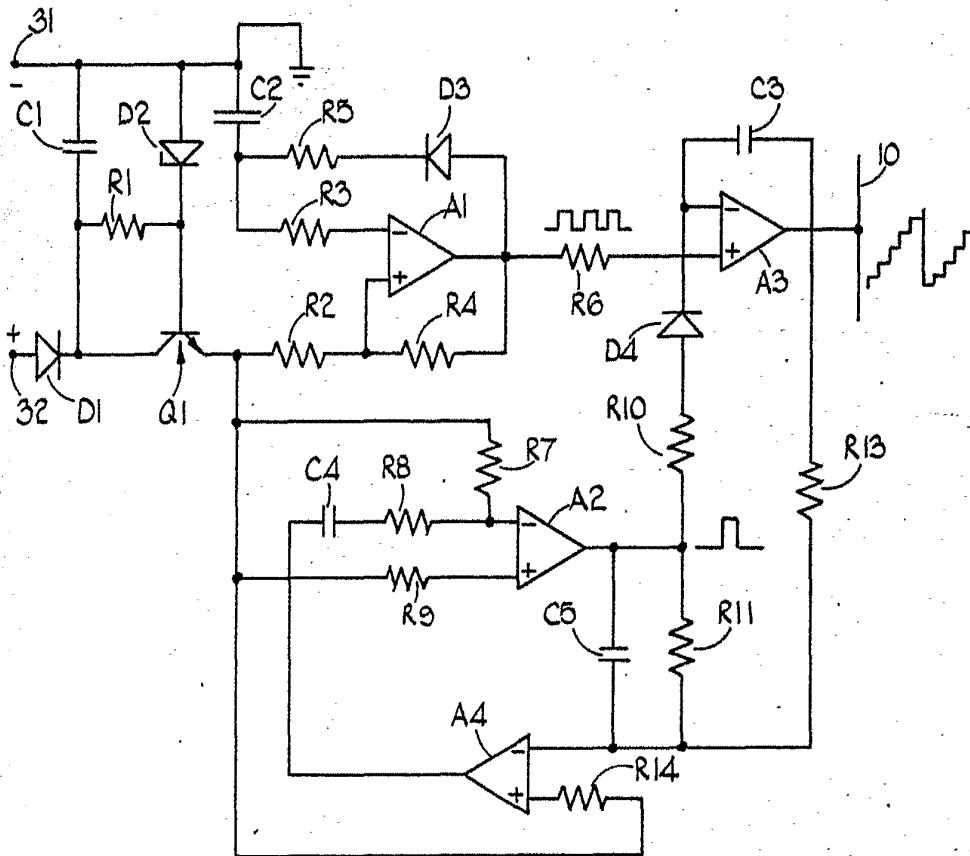 31
-
C1
D2
C2
R5
D3
C3
10
R1
R3
A1
-
+
-
+
A3
R6
R2
R4
+
32
D1
Q1
D4
R10
R13
R7
C4
R8
A2
-
+
R9
C5
R11
A4
-
+
R14